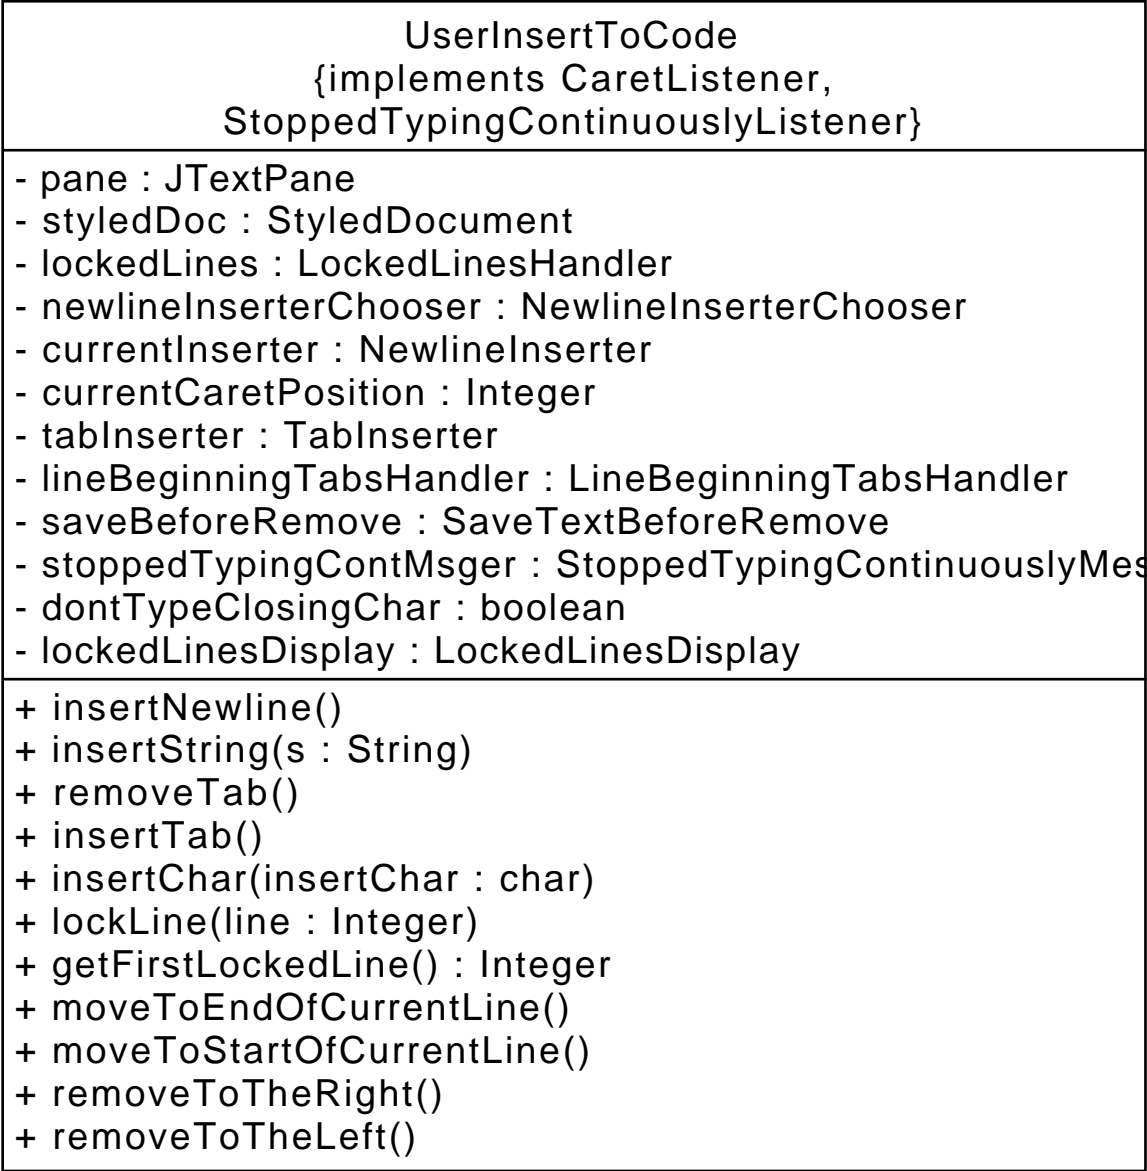 UserInsertToCode
{implements CaretListener,
StoppedTypingContinuouslyListener}
- pane : JTextPane
- styledDoc : StyledDocument
- lockedLines : LockedLinesHandler
- newlineInserterChooser : NewlineInserterChooser
- currentInserter : NewlineInserter
- currentCaretPosition : Integer
- tabInserter : TabInserter
- lineBeginningTabsHandler : LineBeginningTabsHandler
- saveBeforeRemove : SaveTextBeforeRemove
- stoppedTypingContMsger : StoppedTypingContinuouslyMes
- dontTypeClosingChar : boolean
- lockedLinesDisplay : LockedLinesDisplay
+ insertNewline()
+ insertString(s : String)
+ removeTab()
+ insertTab()
+ insertChar(insertChar : char)
+ lockLine(line : Integer)
+ getFirstLockedLine() : Integer
+ moveToEndOfCurrentLine()
+ moveToStartOfCurrentLine()
+ removeToTheRight()
+ removeToTheLeft()